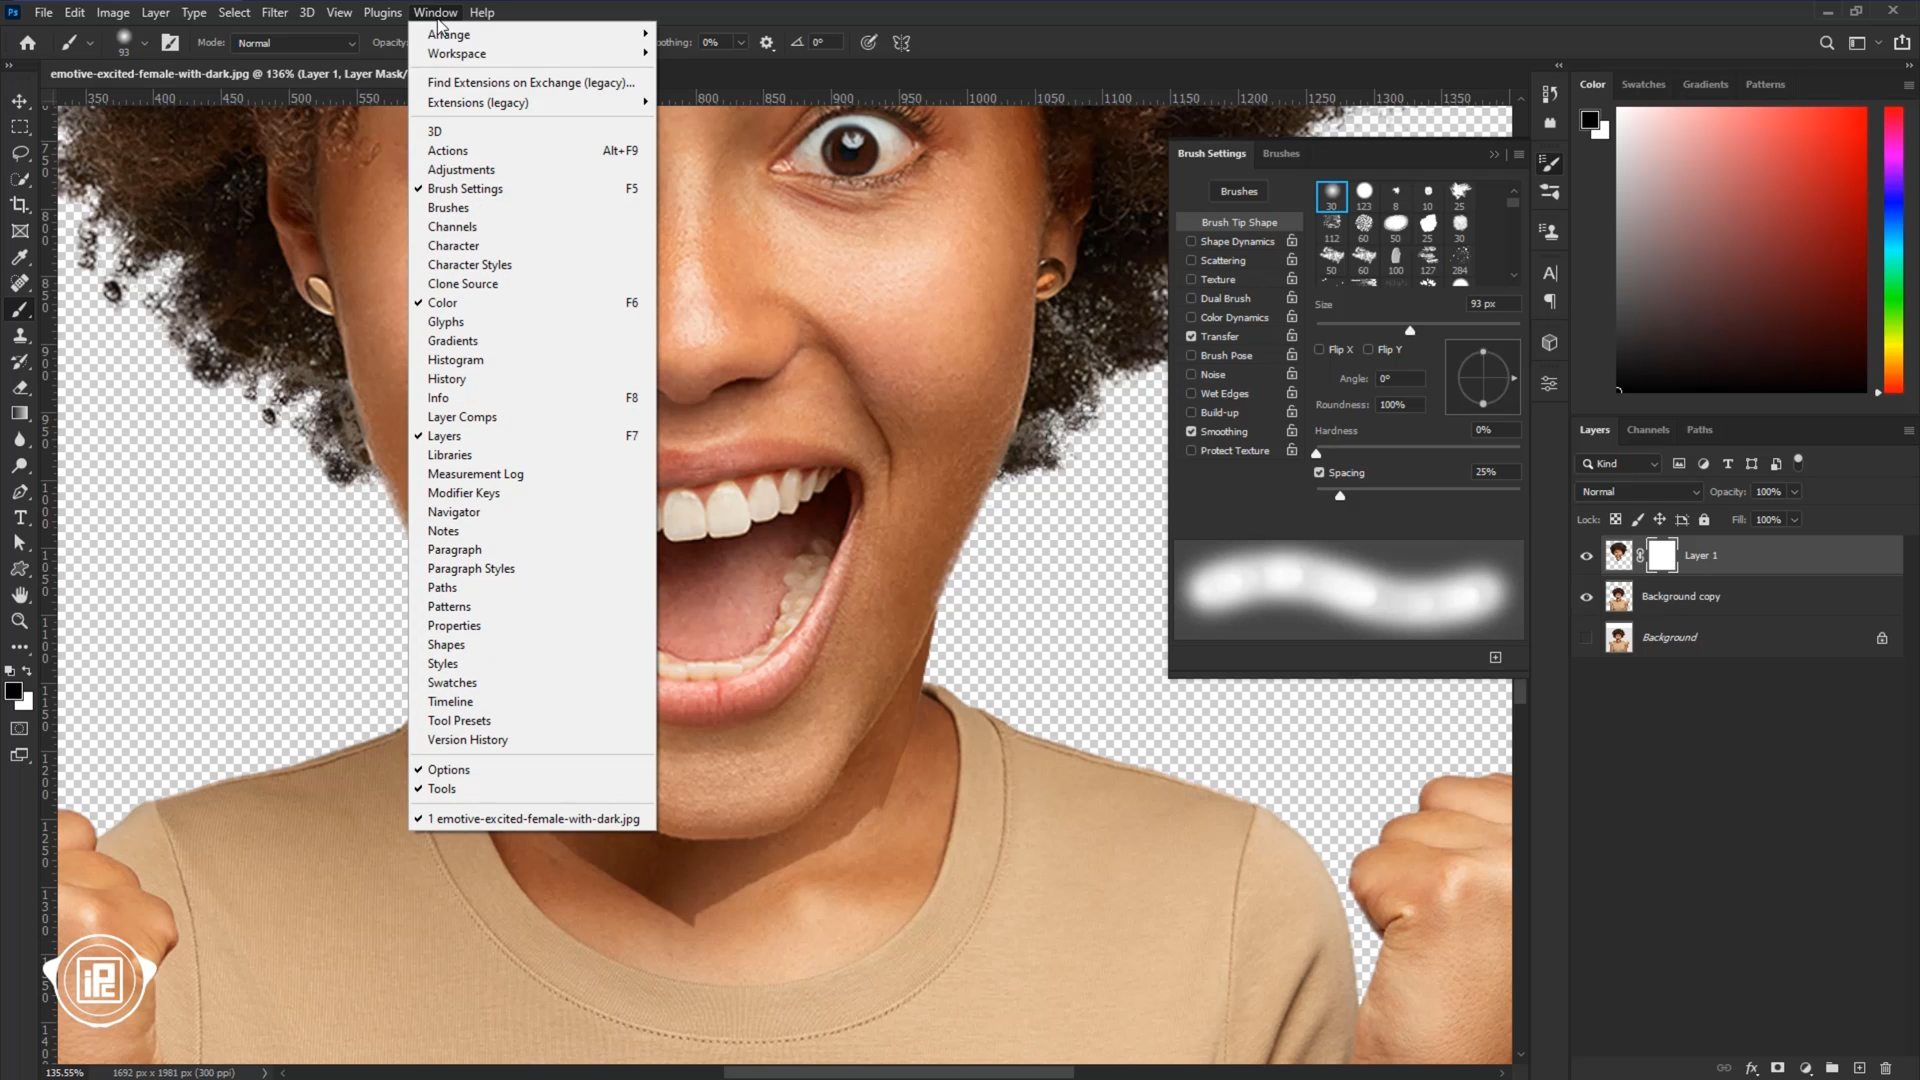 Ps File Edit Image Layer Type Select Filter 3D View Plugins Window Help
93 Mode: Normal Opacity: 0% 0°
emotive-excited-female-with-dark.jpg @ 136% (Layer 1, Layer Mask/
350 400 450 500 550 800 850 900 950 1000 1050 1100 1150 1200 1250 1300 1350
Arrange
Workspace
Find Extensions on Exchange (legacy)...
Extensions (legacy)
3D
Actions Alt+F9
Adjustments
Brush Settings F5
Brushes
Channels
Character
Character Styles
Clone Source
Color F6
Glyphs
Gradients
Histogram
History
Info F8
Layer Comps
Layers F7
Libraries
Measurement Log
Modifier Keys
Navigator
Notes
Paragraph
Paragraph Styles
Paths
Patterns
Properties
Shapes
Styles
Swatches
Timeline
Tool Presets
Version History
Options
Tools
1 emotive-excited-female-with-dark.jpg
Brush Settings Brushes
Brushes
30 123 8 10 25
Brush Tip Shape
112 60 50 25 30
Shape Dynamics
Scattering
50 60 100 127 284
Texture
Dual Brush
Color Dynamics
Transfer
Brush Pose
Noise
Wet Edges
Build-up
Smoothing
Protect Texture
Size 93 px
Flip X Flip Y
Angle: 0°
Roundness: 100%
Hardness 0%
Spacing 25%
Color Swatches Gradients Patterns
Layers Channels Paths
Kind
Normal Opacity: 100%
Lock: Fill: 100%
Layer 1
Background copy
Background
135.55% 1692 px x 1981 px (300 ppi)